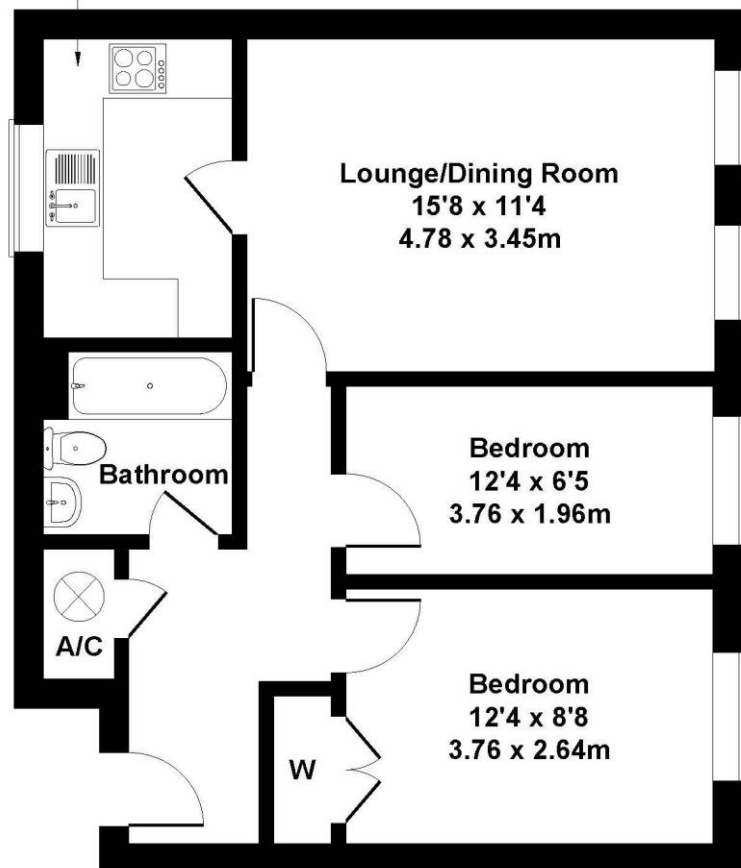 Lounge/Dining Room
15'8 x 11'4
4.78 x 3.45m
Bedroom
12'4 x 6'5
3.76 x 1.96m
Bathroom
A/C
Bedroom
12'4 x 8'8
3.76 x 2.64m
W